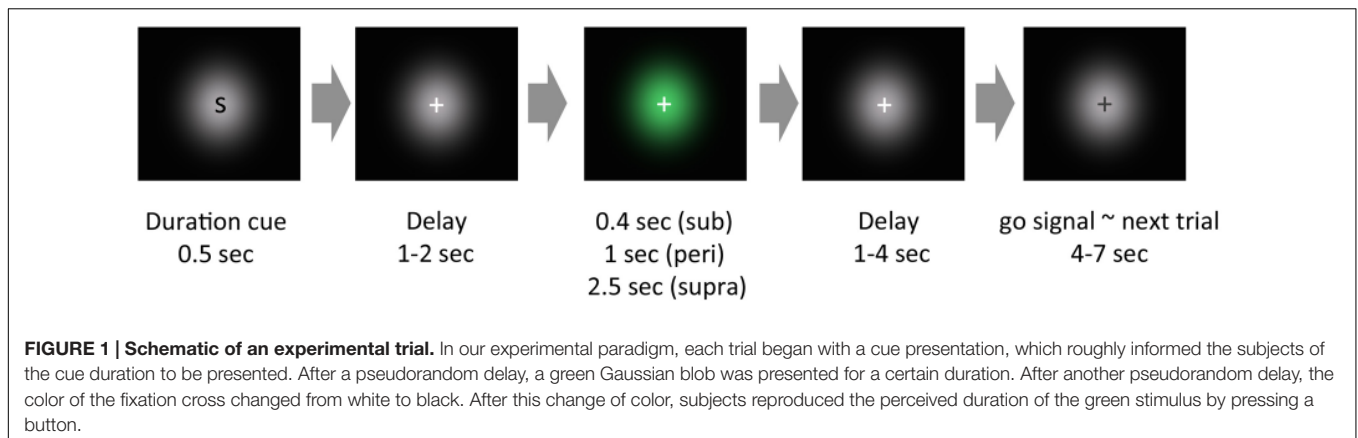 S
+
+
+
+
Duration cue
0.5 sec
Delay
1-2 sec
0.4 sec (sub)
1 sec (peri)
2.5 sec (supra)
Delay
1-4 sec
go signal ~ next trial
4-7 sec
FIGURE 1 | Schematic of an experimental trial. In our experimental paradigm, each trial began with a cue presentation, which roughly informed the subjects of
the cue duration to be presented. After a pseudorandom delay, a green Gaussian blob was presented for a certain duration. After another pseudorandom delay, the
color of the fixation cross changed from white to black. After this change of color, subjects reproduced the perceived duration of the green stimulus by pressing a
button.